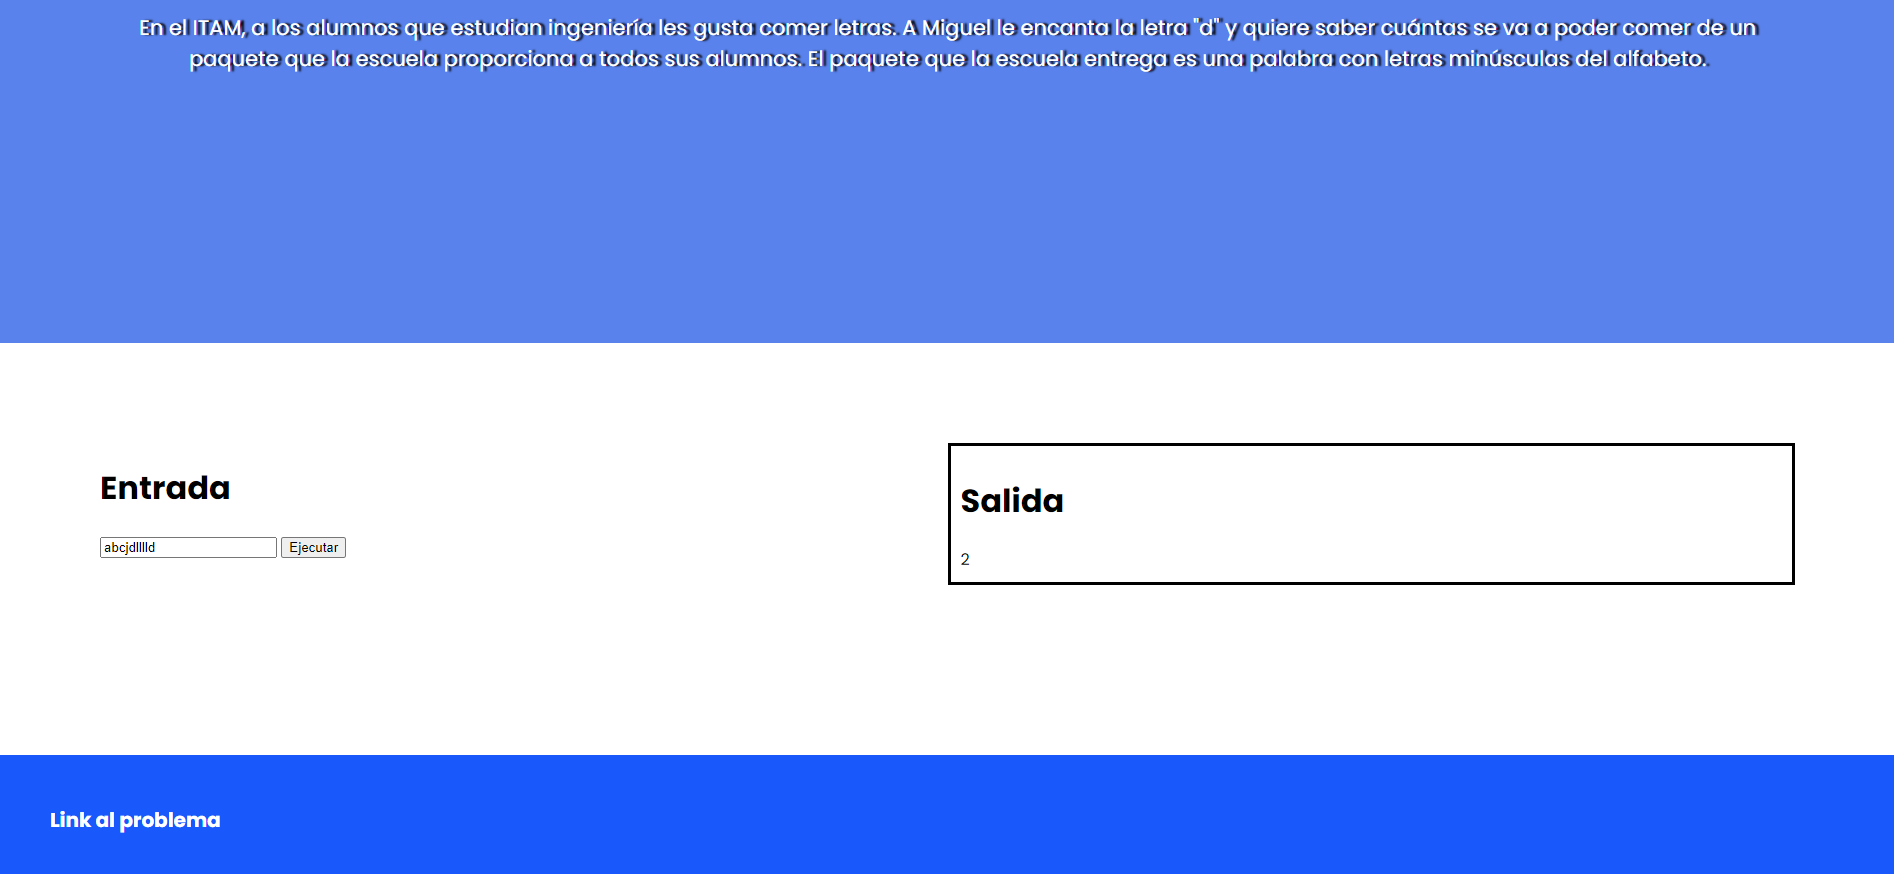 En el ITAM, a los alumnos que estudian ingeniería les gusta comer letras. A Miguel le encanta la letra "d" y quiere saber cuántas se va a poder comer de un
paquete que la escuela proporciona a todos sus alumnos. El paquete que la escuela entrega es una palabra con letras minúsculas del alfabeto.
Entrada
abcjdlllld
Ejecutar
Salida
2
Link al problema